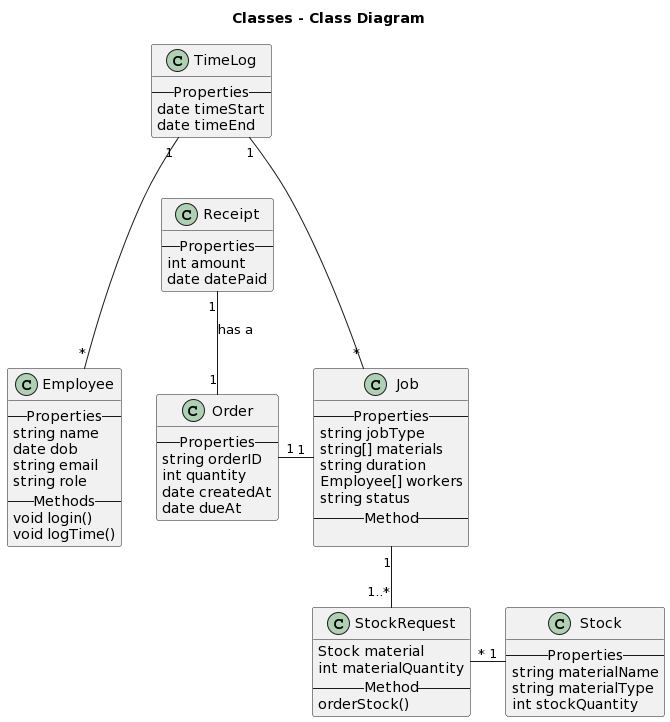 Classes - Class Diagram
C TimeLog
Properties
date timeStart
date timeEnd
1
1
C Receipt
Properties
int amount
date datePaid
1
has a
1
*
*
C Employee
Properties
string name
date dob
string email
string role
Methods
void login()
void logTime()
C Order
Properties
string orderID
int quantity
date createdAt
date dueAt
1 1
C Job
Properties
string jobType
string[] materials
string duration
Employee[] workers
string status
Method
1
1..*
C StockRequest
Stock material
int materialQuantity
Method
orderStock()
* 1
C Stock
Properties
string materialName
string materialType
int stockQuantity